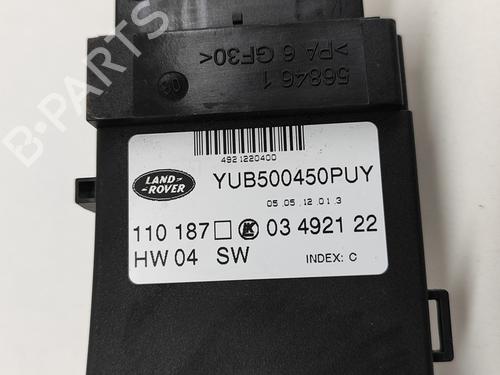 56846 1
>PA 6 GF30<
03
4921220400
LAND-
ROVER
YUB500450PUY
05.05.12.01.3
110 187 □ K 03 4921 22
HW 04 SW
INDEX: C
B-PARTS